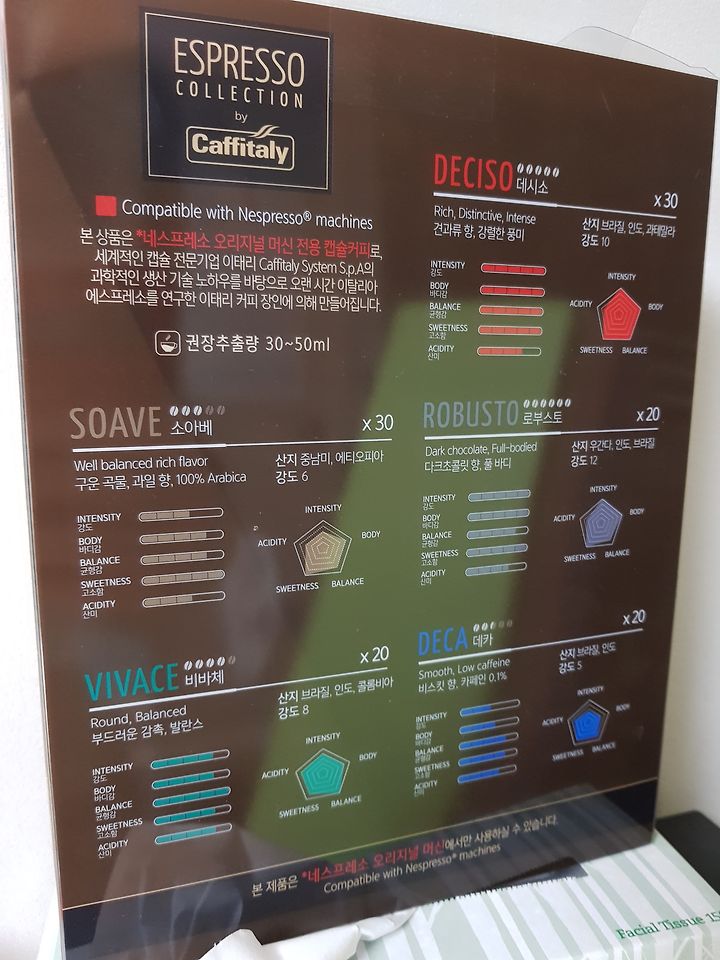 ESPRESSO
COLLECTION
by
Caffitaly
Compatible with Nespresso® machines
본 상품은 *네스프레소 오리지널 머신 전용 캡슐커피로,
세계적인 캡슐 전문기업 이태리 Caffitaly System S.p.A의
과학적인 생산 기술 노하우를 바탕으로 오랜 시간 이탈리아
에스프레소를 연구한 이태리 커피 장인에 의해 만들어집니다.
권장추출량 30~50ml
DECISO 데시소 x 30
Rich, Distinctive, Intense
견과류 향, 강렬한 풍미
산지 브라질, 인도, 과테말라
강도 10
INTENSITY
강도
BODY
바디감
BALANCE
균형감
SWEETNESS
고소함
ACIDITY
산미
INTENSITY
ACIDITY BODY
SWEETNESS BALANCE
SOAVE 소아베 x 30
Well balanced rich flavor
구운 곡물, 과일 향, 100% Arabica
산지 중남미, 에티오피아
강도 6
INTENSITY
강도
BODY
바디감
BALANCE
균형감
SWEETNESS
고소함
ACIDITY
산미
INTENSITY
ACIDITY BODY
SWEETNESS BALANCE
ROBUSTO 로부스토 x 20
Dark chocolate, Full-bodied
다크초콜릿 향, 풀 바디
산지 우간다, 인도, 브라질
강도 12
INTENSITY
강도
BODY
바디감
BALANCE
균형감
SWEETNESS
고소함
ACIDITY
산미
INTENSITY
ACIDITY BODY
SWEETNESS BALANCE
VIVACE 비바체 x 20
Round, Balanced
부드러운 감촉, 발란스
산지 브라질, 인도, 콜롬비아
강도 8
INTENSITY
강도
BODY
바디감
BALANCE
균형감
SWEETNESS
고소함
ACIDITY
산미
INTENSITY
ACIDITY BODY
SWEETNESS BALANCE
DECA 데카 x 20
Smooth, Low caffeine
비스킷 향, 카페인 0.1%
산지 브라질, 인도
강도 5
INTENSITY
강도
BODY
바디감
BALANCE
균형감
SWEETNESS
고소함
ACIDITY
산미
INTENSITY
ACIDITY BODY
SWEETNESS BALANCE
본 제품은 *네스프레소 오리지널 머신에서만 사용하실 수 있습니다.
Compatible with Nespresso® machines
Facial Tissue